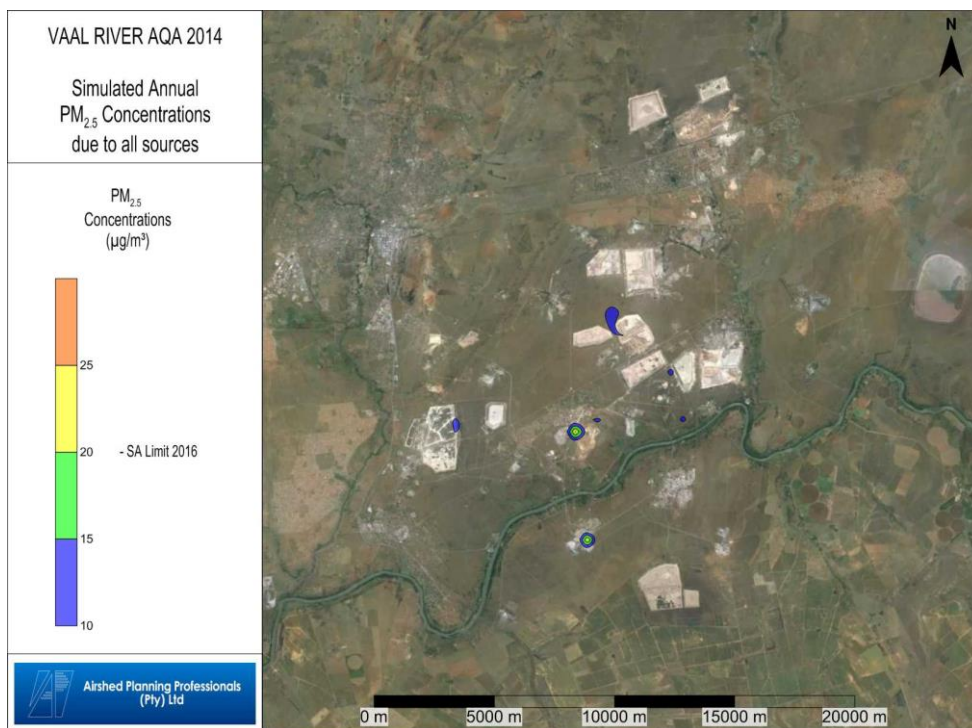 VAAL RIVER AQA 2014
Simulated Annual
PM2.5 Concentrations
due to all sources
PM2.5
Concentrations
(µg/m³)
25
20 - SA Limit 2016
15
10
Airshed Planning Professionals
(Pty) Ltd
N
0 m 5000 m 10000 m 15000 m 20000 m